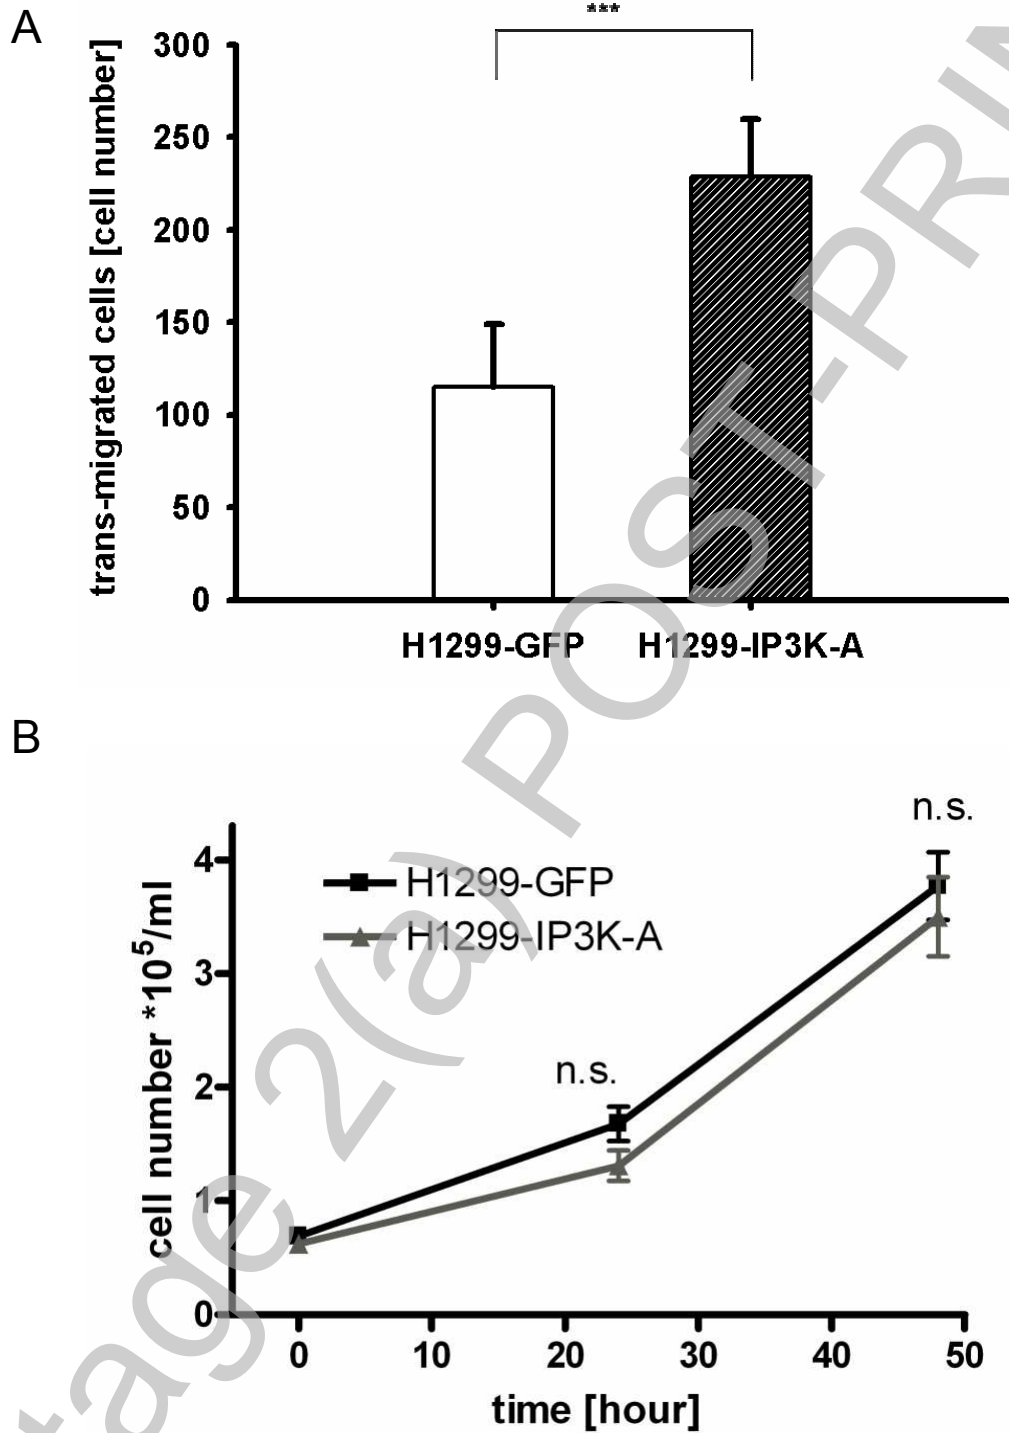 A
***
300
250
200
150
100
50
0
trans-migrated cells [cell number]
H1299-GFP H1299-IP3K-A
B
n.s.
4
3
2
1
0
cell number *10⁵/ml
H1299-GFP
H1299-IP3K-A
n.s.
0 10 20 30 40 50
time [hour]
2(a) POST-PRI